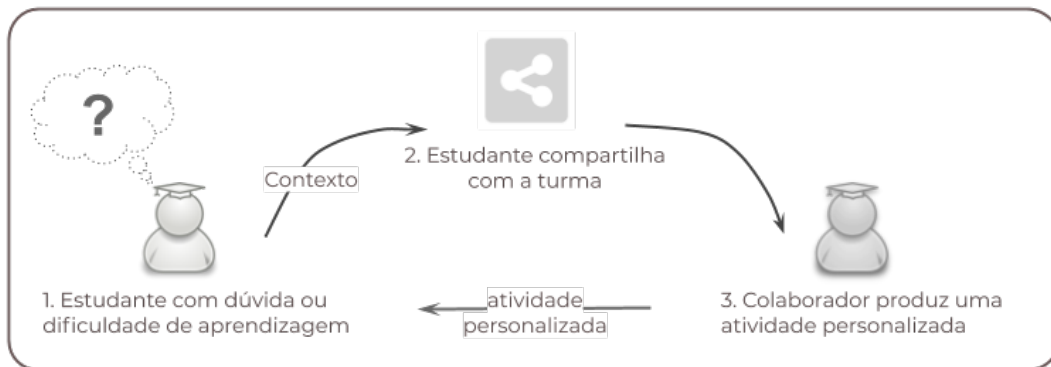 ?
2. Estudante compartilha
com a turma
Contexto
1. Estudante com dúvida ou
dificuldade de aprendizagem
atividade
personalizada
3. Colaborador produz uma
atividade personalizada